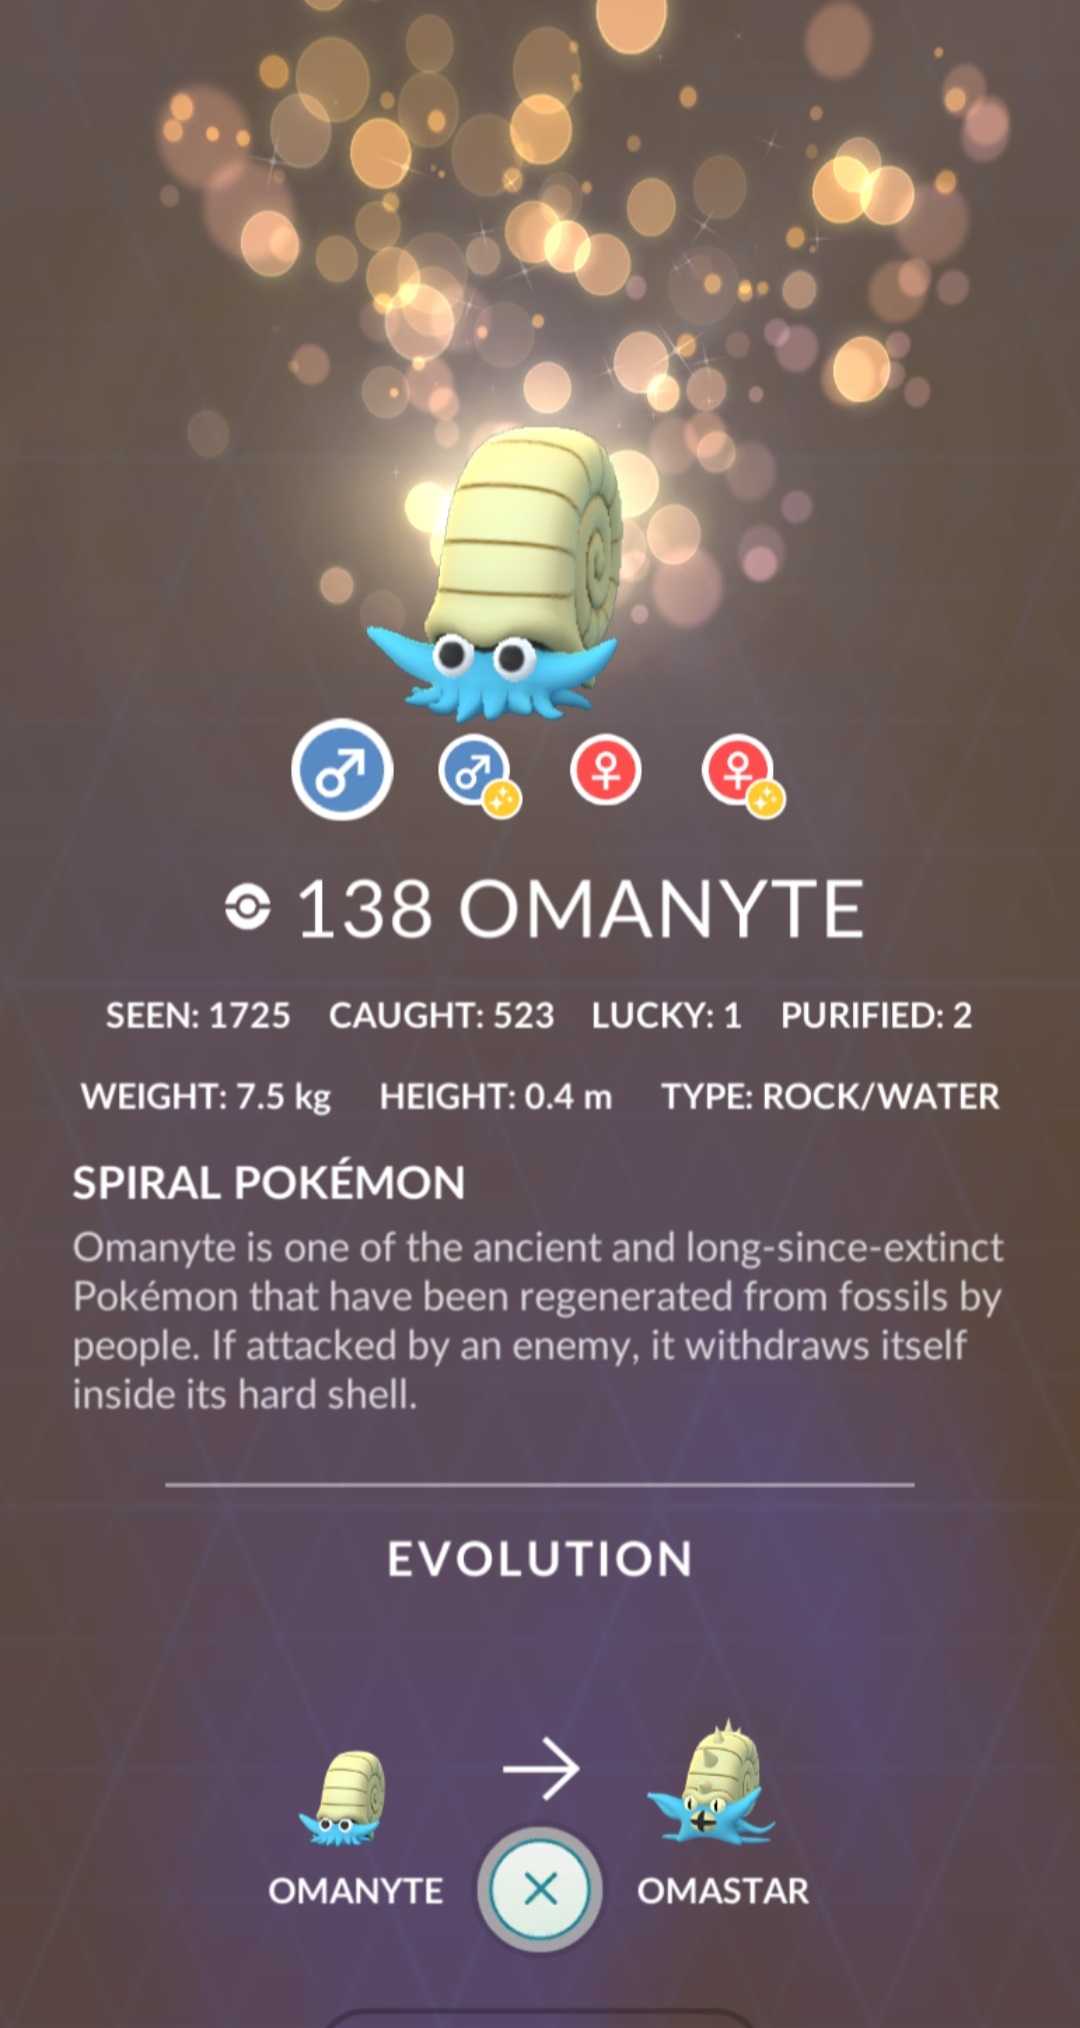 138 OMANYTE
SEEN: 1725 CAUGHT: 523 LUCKY: 1 PURIFIED: 2
WEIGHT: 7.5 kg HEIGHT: 0.4 m TYPE: ROCK/WATER
SPIRAL POKÉMON
Omanyte is one of the ancient and long-since-extinct
Pokémon that have been regenerated from fossils by
people. If attacked by an enemy, it withdraws itself
inside its hard shell.
EVOLUTION
OMANYTE OMASTAR